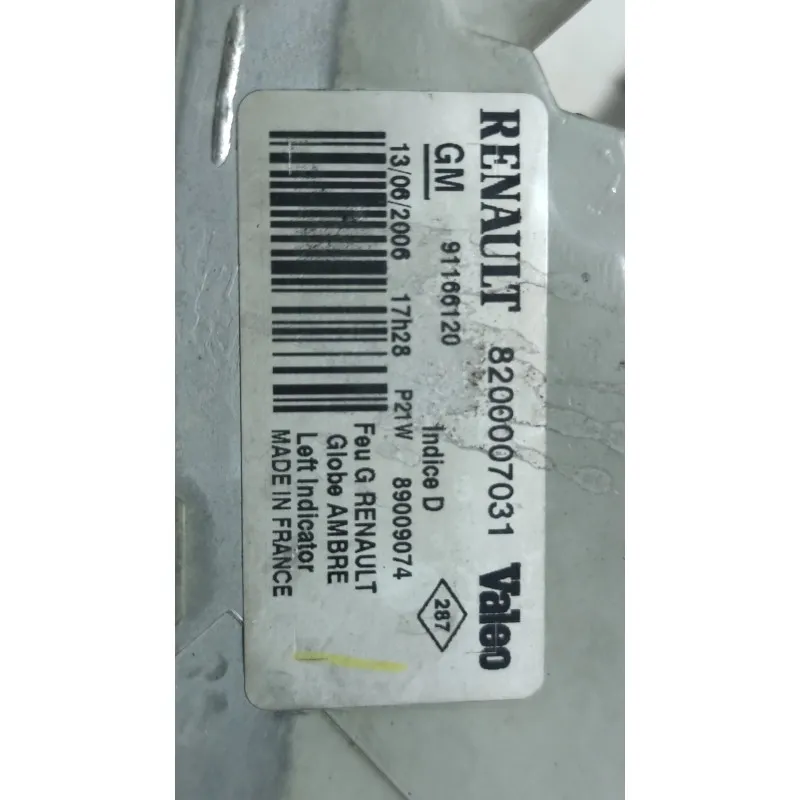 RENAULT 8200007031 Valeo
GM 91166120 Indice D 287
13/06/2006 17h28 P21W 89009074
Feu G RENAULT
Globe AMBRE
Left Indicator
MADE IN FRANCE